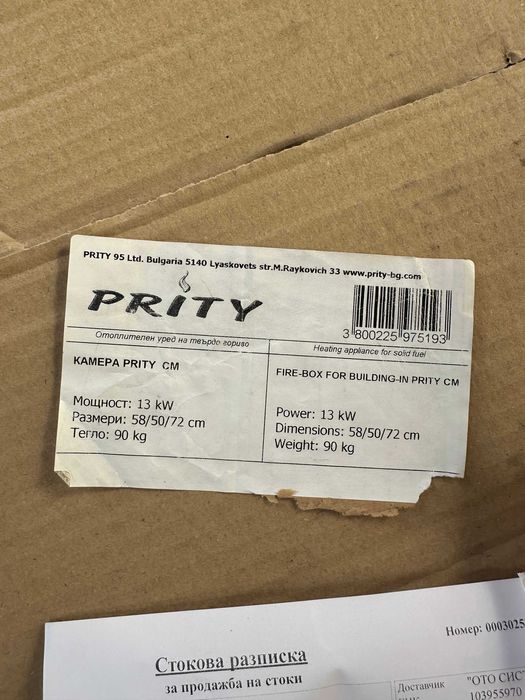 PRITY 95 Ltd. Bulgaria 5140 Lyaskovets str.M.Raykovich 33 www.prity-bg.com
PRITY
3 800225 975193
Отоплителен уред на твърдо гориво
Heating appliance for solid fuel
КАМЕРА PRITY CM
Мощност: 13 kW
Размери: 58/50/72 cm
Тегло: 90 kg
FIRE-BOX FOR BUILDING-IN PRITY CM
Power: 13 kW
Dimensions: 58/50/72 cm
Weight: 90 kg
Номер: 0003025
Стокова разписка
за продажба на стоки
Доставчик
"ОТО СИС"
103955970